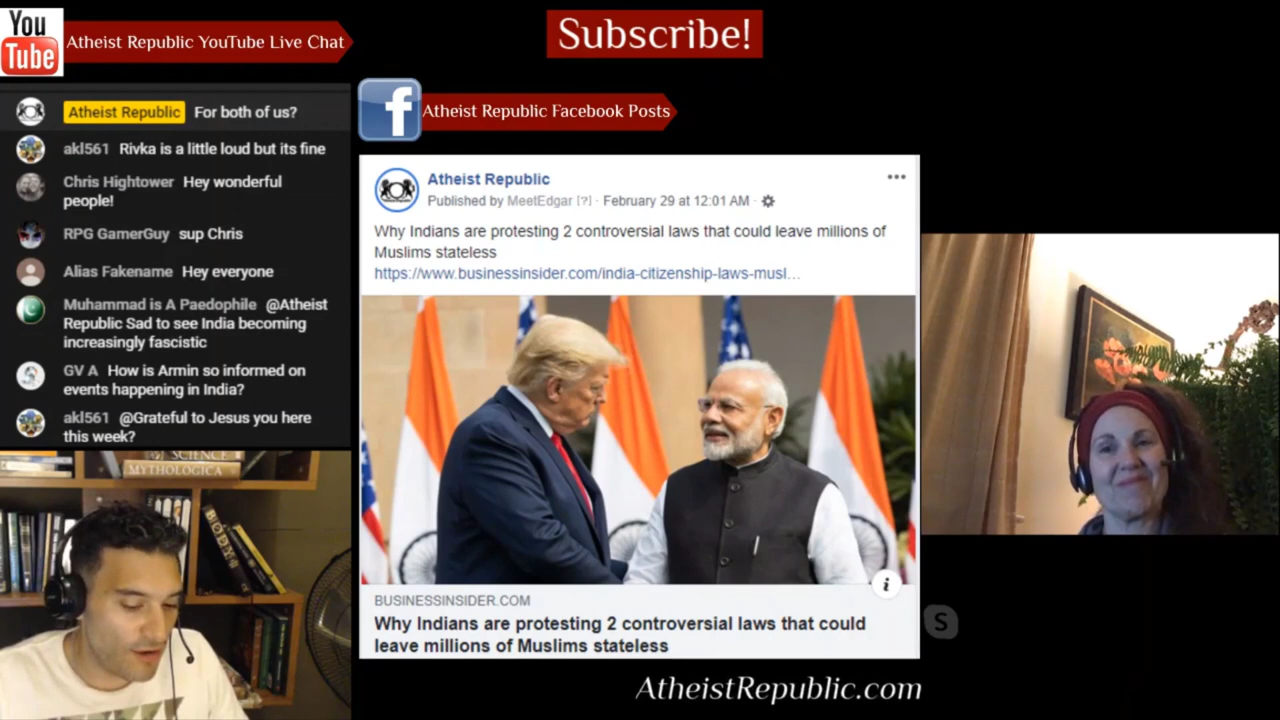 You
Tube
Atheist Republic YouTube Live Chat
Subscribe!
Atheist Republic For both of us?
akl561 Rivka is a little loud but its fine
Chris Hightower Hey wonderful
people!
RPG GamerGuy sup Chris
Alias Fakename Hey everyone
Muhammad is A Paedophile @Atheist
Republic Sad to see India becoming
increasingly fascistic
GV A How is Armin so informed on
events happening in India?
akl561 @Grateful to Jesus you here
this week?
f
Atheist Republic Facebook Posts
Atheist Republic
Published by MeetEdgar [?] · February 29 at 12:01 AM ·
Why Indians are protesting 2 controversial laws that could leave millions of
Muslims stateless
https://www.businessinsider.com/india-citizenship-laws-musl...
i
BUSINESSINSIDER.COM
Why Indians are protesting 2 controversial laws that could
leave millions of Muslims stateless
SCIENCE
MYTHOLOGICA
S
AtheistRepublic.com